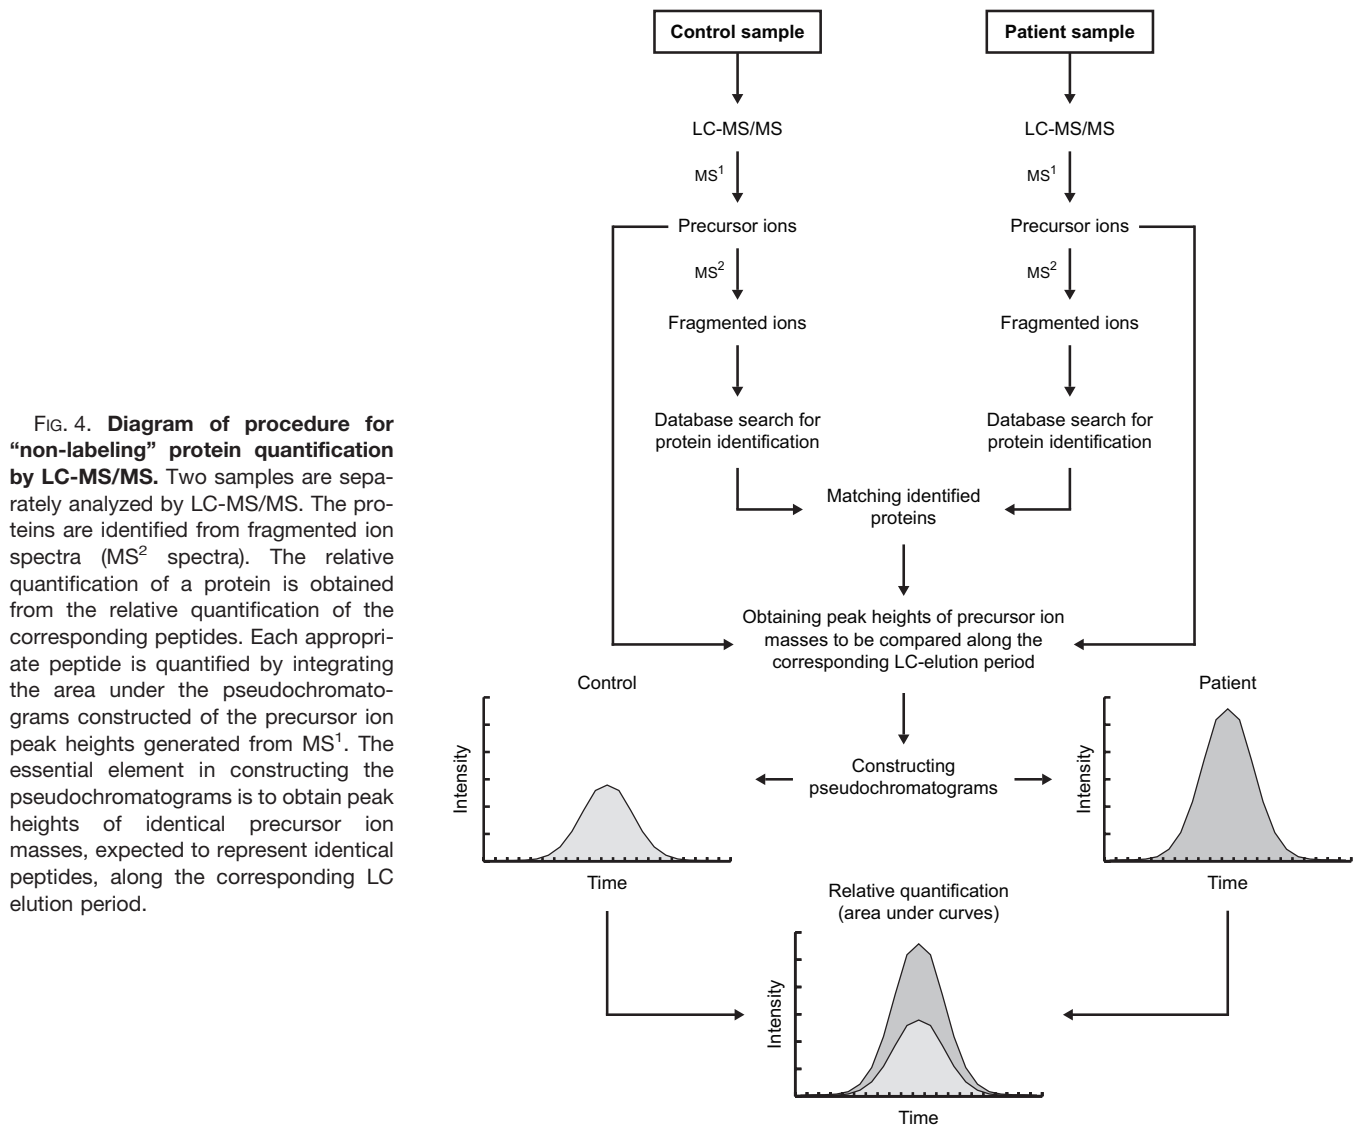 Control sample
Patient sample
LC-MS/MS
LC-MS/MS
MS¹
MS¹
Precursor ions
Precursor ions
MS²
MS²
Fragmented ions
Fragmented ions
Database search for
protein identification
Database search for
protein identification
Matching identified
proteins
Obtaining peak heights of precursor ion
masses to be compared along the
corresponding LC-elution period
Control
Patient
Intensity
Time
Constructing
pseudochromatograms
Intensity
Time
Relative quantification
(area under curves)
Intensity
Time
FIG. 4. Diagram of procedure for
“non-labeling” protein quantification
by LC-MS/MS. Two samples are sepa-
rately analyzed by LC-MS/MS. The pro-
teins are identified from fragmented ion
spectra (MS² spectra). The relative
quantification of a protein is obtained
from the relative quantification of the
corresponding peptides. Each appropri-
ate peptide is quantified by integrating
the area under the pseudochromato-
grams constructed of the precursor ion
peak heights generated from MS¹. The
essential element in constructing the
pseudochromatograms is to obtain peak
heights of identical precursor ion
masses, expected to represent identical
peptides, along the corresponding LC
elution period.